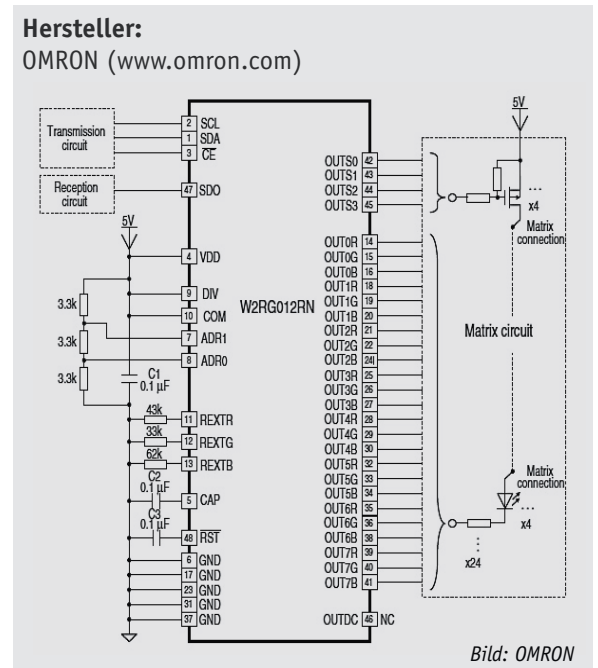 Hersteller:
OMRON (www.omron.com)
5V
Transmission
circuit
2 SCL
1 SDA
3 CE
Reception
circuit
47 SDO
5V
4 VDD
9 DIV
10 COM
7 ADR1
8 ADR0
3.3k
3.3k
3.3k
C1
0.1 µF
43k
11 REXTR
33k
12 REXTG
62k
13 REXTB
C2
0.1 µF
5 CAP
C3
0.1 µF
48 RST
6 GND
17 GND
23 GND
31 GND
37 GND
W2RG012RN
OUTS0 42
OUTS1 43
OUTS2 44
OUTS3 45
OUT0R 14
OUT0G 15
OUT0B 16
OUT1R 18
OUT1G 19
OUT1B 20
OUT2R 21
OUT2G 22
OUT2B 24
OUT3R 25
OUT3G 26
OUT3B 27
OUT4R 28
OUT4G 29
OUT4B 30
OUT5R 32
OUT5G 33
OUT5B 34
OUT6R 35
OUT6G 36
OUT6B 38
OUT7R 39
OUT7G 40
OUT7B 41
OUTDC 46 NC
x4
Matrix
connection
Matrix circuit
Matrix
connection
x4
x24
Bild: OMRON